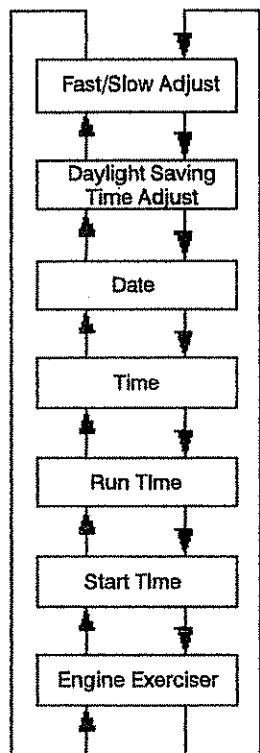 Fast/Slow Adjust
Daylight Saving
Time Adjust
Date
Time
Run Time
Start Time
Engine Exerciser